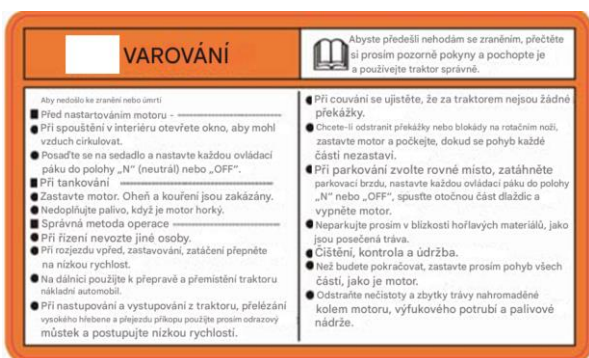 VAROVÁNÍ
Abyste předešli nehodám se zraněním, přečtěte
si prosím pozorně pokyny a pochopte je
a používejte traktor správně.
Aby nedošlo ke zranění nebo úmrtí
■ Před nastartováním motoru -
● Při spouštění v interiéru otevřete okno, aby mohl
vzduch cirkulovat.
● Posaďte se na sedadlo a nastavte každou ovládací
páku do polohy „N" (neutrál) nebo „OFF".
■ Při tankování
● Zastavte motor. Oheň a kouření jsou zakázány.
● Nedoplňujte palivo, když je motor horký.
■ Správná metoda operace
● Při řízení nevozte jiné osoby.
● Při rozjezdu vpřed, zastavování, zatáčení přepněte
na nízkou rychlost.
● Na dálnici použijte k přepravě a přemístění traktoru
nákladní automobil.
● Při nastupování a vystupování z traktoru, přelézání
vysokého hřebene a přejezdu příkopu použijte prosím odrazový
můstek a postupujte nízkou rychlostí.
● Při couvání se ujistěte, že za traktorem nejsou žádné
překážky.
● Chcete-li odstranit překážky nebo blokády na rotačním noži,
zastavte motor a počkejte, dokud se pohyb každé
části nezastaví.
● Při parkování zvolte rovné místo, zatáhněte
parkovací brzdu, nastavte každou ovládací páku do polohy
„N" nebo „OFF", spusťte otočnou část dlaždic a
vypněte motor.
● Neparkujte prosím v blízkosti hořlavých materiálů, jako
jsou posečená tráva.
● Čištění, kontrola a údržba.
● Než budete pokračovat, zastavte prosím pohyb všech
částí, jako je motor.
● Odstraňte nečistoty a zbytky trávy nahromaděné
kolem motoru, výfukového potrubí a palivové
nádrže.